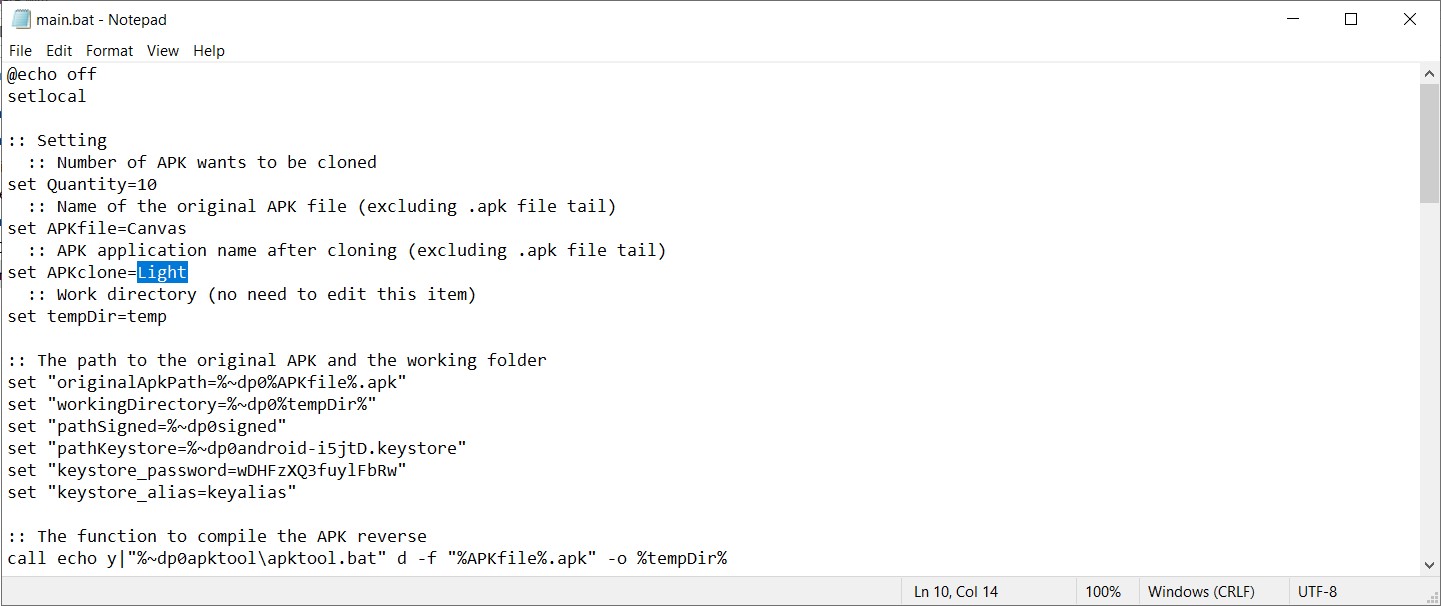 main.bat - Notepad
File Edit Format View Help
@echo off
setlocal
:: Setting
:: Number of APK wants to be cloned
set Quantity=10
:: Name of the original APK file (excluding .apk file tail)
set APKfile=Canvas
:: APK application name after cloning (excluding .apk file tail)
set APKclone=Light
:: Work directory (no need to edit this item)
set tempDir=temp
:: The path to the original APK and the working folder
set "originalApkPath=%~dp0%APKfile%.apk"
set "workingDirectory=%~dp0%tempDir%"
set "pathSigned=%~dp0signed"
set "pathKeystore=%~dp0android-i5jtD.keystore"
set "keystore_password=wDHFzXQ3fuylFbRw"
set "keystore_alias=keyalias"
:: The function to compile the APK reverse
call echo y|"%~dp0apktool\apktool.bat" d -f "%APKfile%.apk" -o %tempDir%
Ln 10, Col 14 100% Windows (CRLF) UTF-8